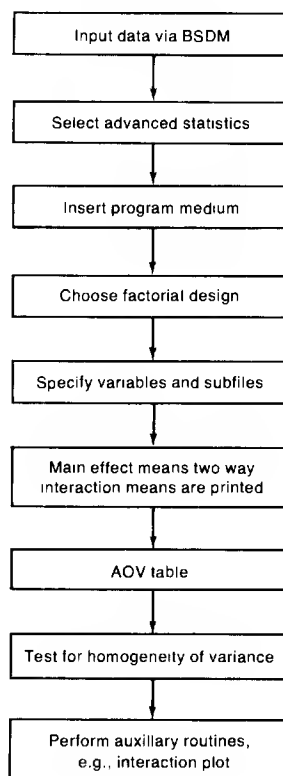 Input data via BSDM
Select advanced statistics
Insert program medium
Choose factorial design
Specify variables and subfiles
Main effect means two way
interaction means are printed
AOV table
Test for homogeneity of variance
Perform auxillary routines,
e.g., interaction plot